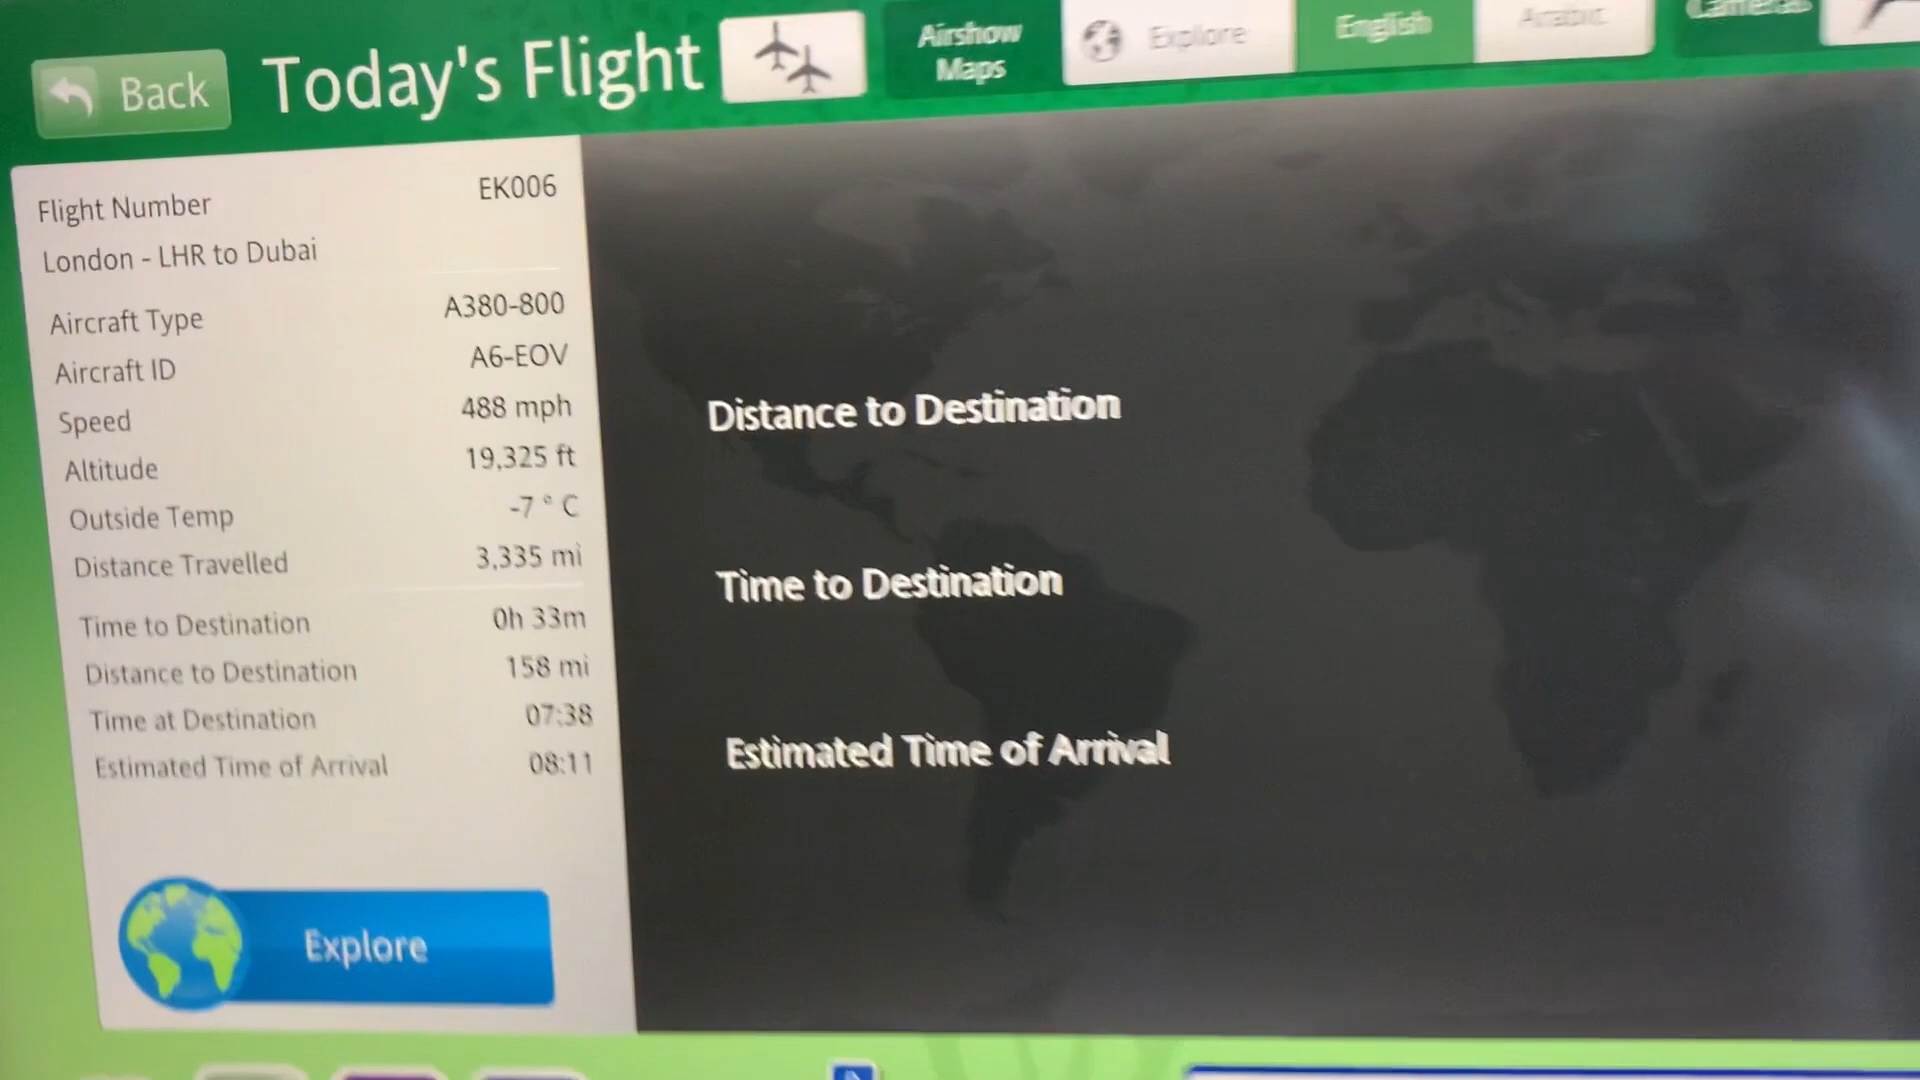 Back
Today's Flight
Airshow
Maps
Explore
English
Arabic
Cameras
Flight Number EK006
London - LHR to Dubai
Aircraft Type A380-800
Aircraft ID A6-EOV
Speed 488 mph
Altitude 19,325 ft
Outside Temp -7 ° C
Distance Travelled 3,335 mi
Time to Destination 0h 33m
Distance to Destination 158 mi
Time at Destination 07:38
Estimated Time of Arrival 08:11
Explore
Distance to Destination
Time to Destination
Estimated Time of Arrival